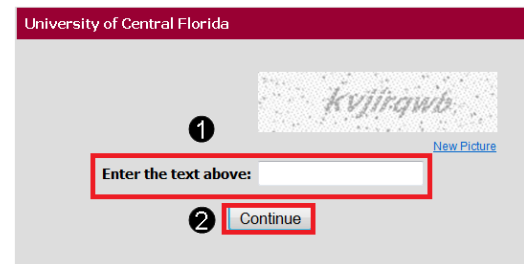 University of Central Florida
1
New Picture
Enter the text above:
2 Continue